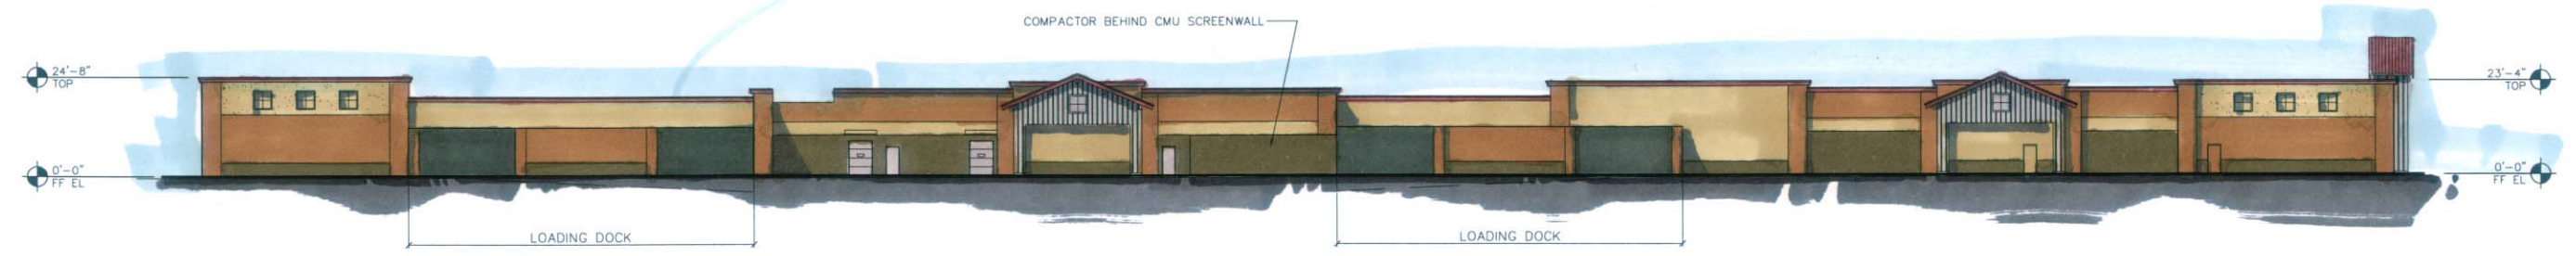 COMPACTOR BEHIND CMU SCREENWALL
24'-8"
TOP
23'-4"
TOP
0'-0"
FF EL
0'-0"
FF EL
LOADING DOCK
LOADING DOCK